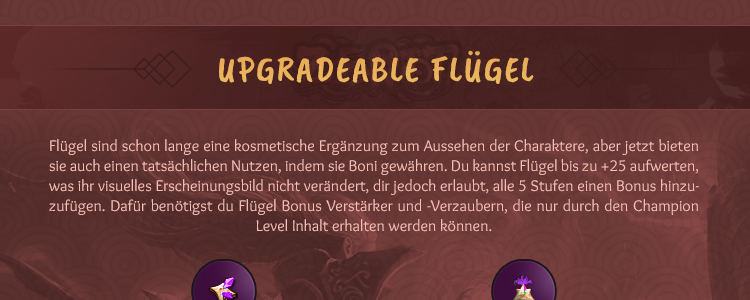 UPGRADEABLE FLÜGEL
Flügel sind schon lange eine kosmetische Ergänzung zum Aussehen der Charaktere, aber jetzt bieten
sie auch einen tatsächlichen Nutzen, indem sie Boni gewähren. Du kannst Flügel bis zu +25 aufwerten,
was ihr visuelles Erscheinungsbild nicht verändert, dir jedoch erlaubt, alle 5 Stufen einen Bonus hinzu-
zufügen. Dafür benötigst du Flügel Bonus Verstärker und -Verzaubern, die nur durch den Champion
Level Inhalt erhalten werden können.